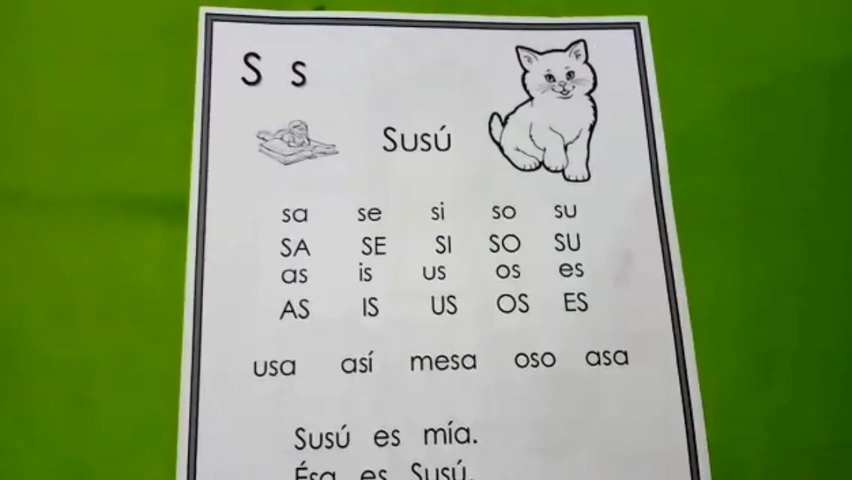 S s
Susú
sa se si so su
SA SE SI SO SU
as is us os es
AS IS US OS ES
usa así mesa oso asa
Susú es mía.
Ésa es Susú.